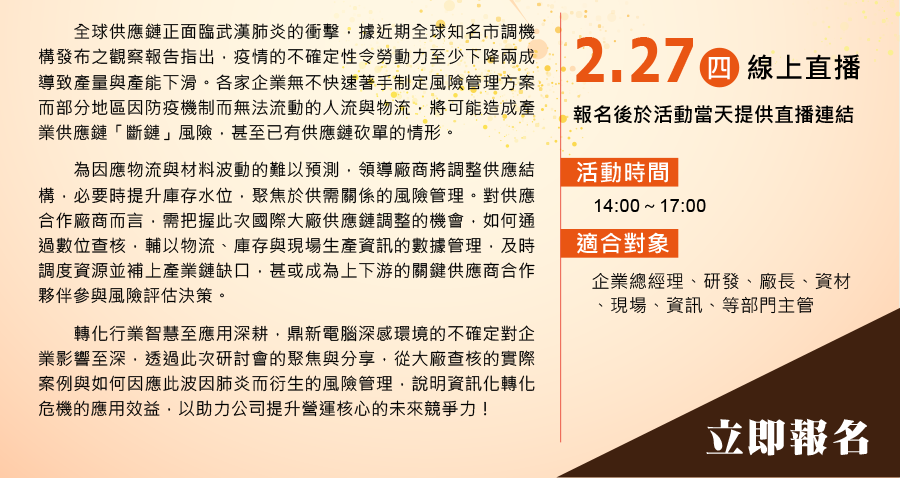 全球供應鏈正面臨武漢肺炎的衝擊，據近期全球知名市調機
構發布之觀察報告指出，疫情的不確定性令勞動力至少下降兩成
導致產量與產能下滑。各家企業無不快速著手制定風險管理方案
而部分地區因防疫機制而無法流動的人流與物流，將可能造成產
業供應鏈「斷鏈」風險，甚至已有供應鏈砍單的情形。
為因應物流與材料波動的難以預測，領導廠商將調整供應結
構，必要時提升庫存水位，聚焦於供需關係的風險管理。對供應
合作廠商而言，需把握此次國際大廠供應鏈調整的機會，如何通
過數位查核，輔以物流、庫存與現場生產資訊的數據管理，及時
調度資源並補上產業鏈缺口，甚或成為上下游的關鍵供應商合作
夥伴參與風險評估決策。
轉化行業智慧至應用深耕，鼎新電腦深感環境的不確定對企
業影響至深，透過此次研討會的聚焦與分享，從大廠查核的實際
案例與如何因應此波因肺炎而衍生的風險管理，說明資訊化轉化
危機的應用效益，以助力公司提升營運核心的未來競爭力！
2.27 四 線上直播
報名後於活動當天提供直播連結
活動時間
14:00～17:00
適合對象
企業總經理、研發、廠長、資材
、現場、資訊、等部門主管
立即報名